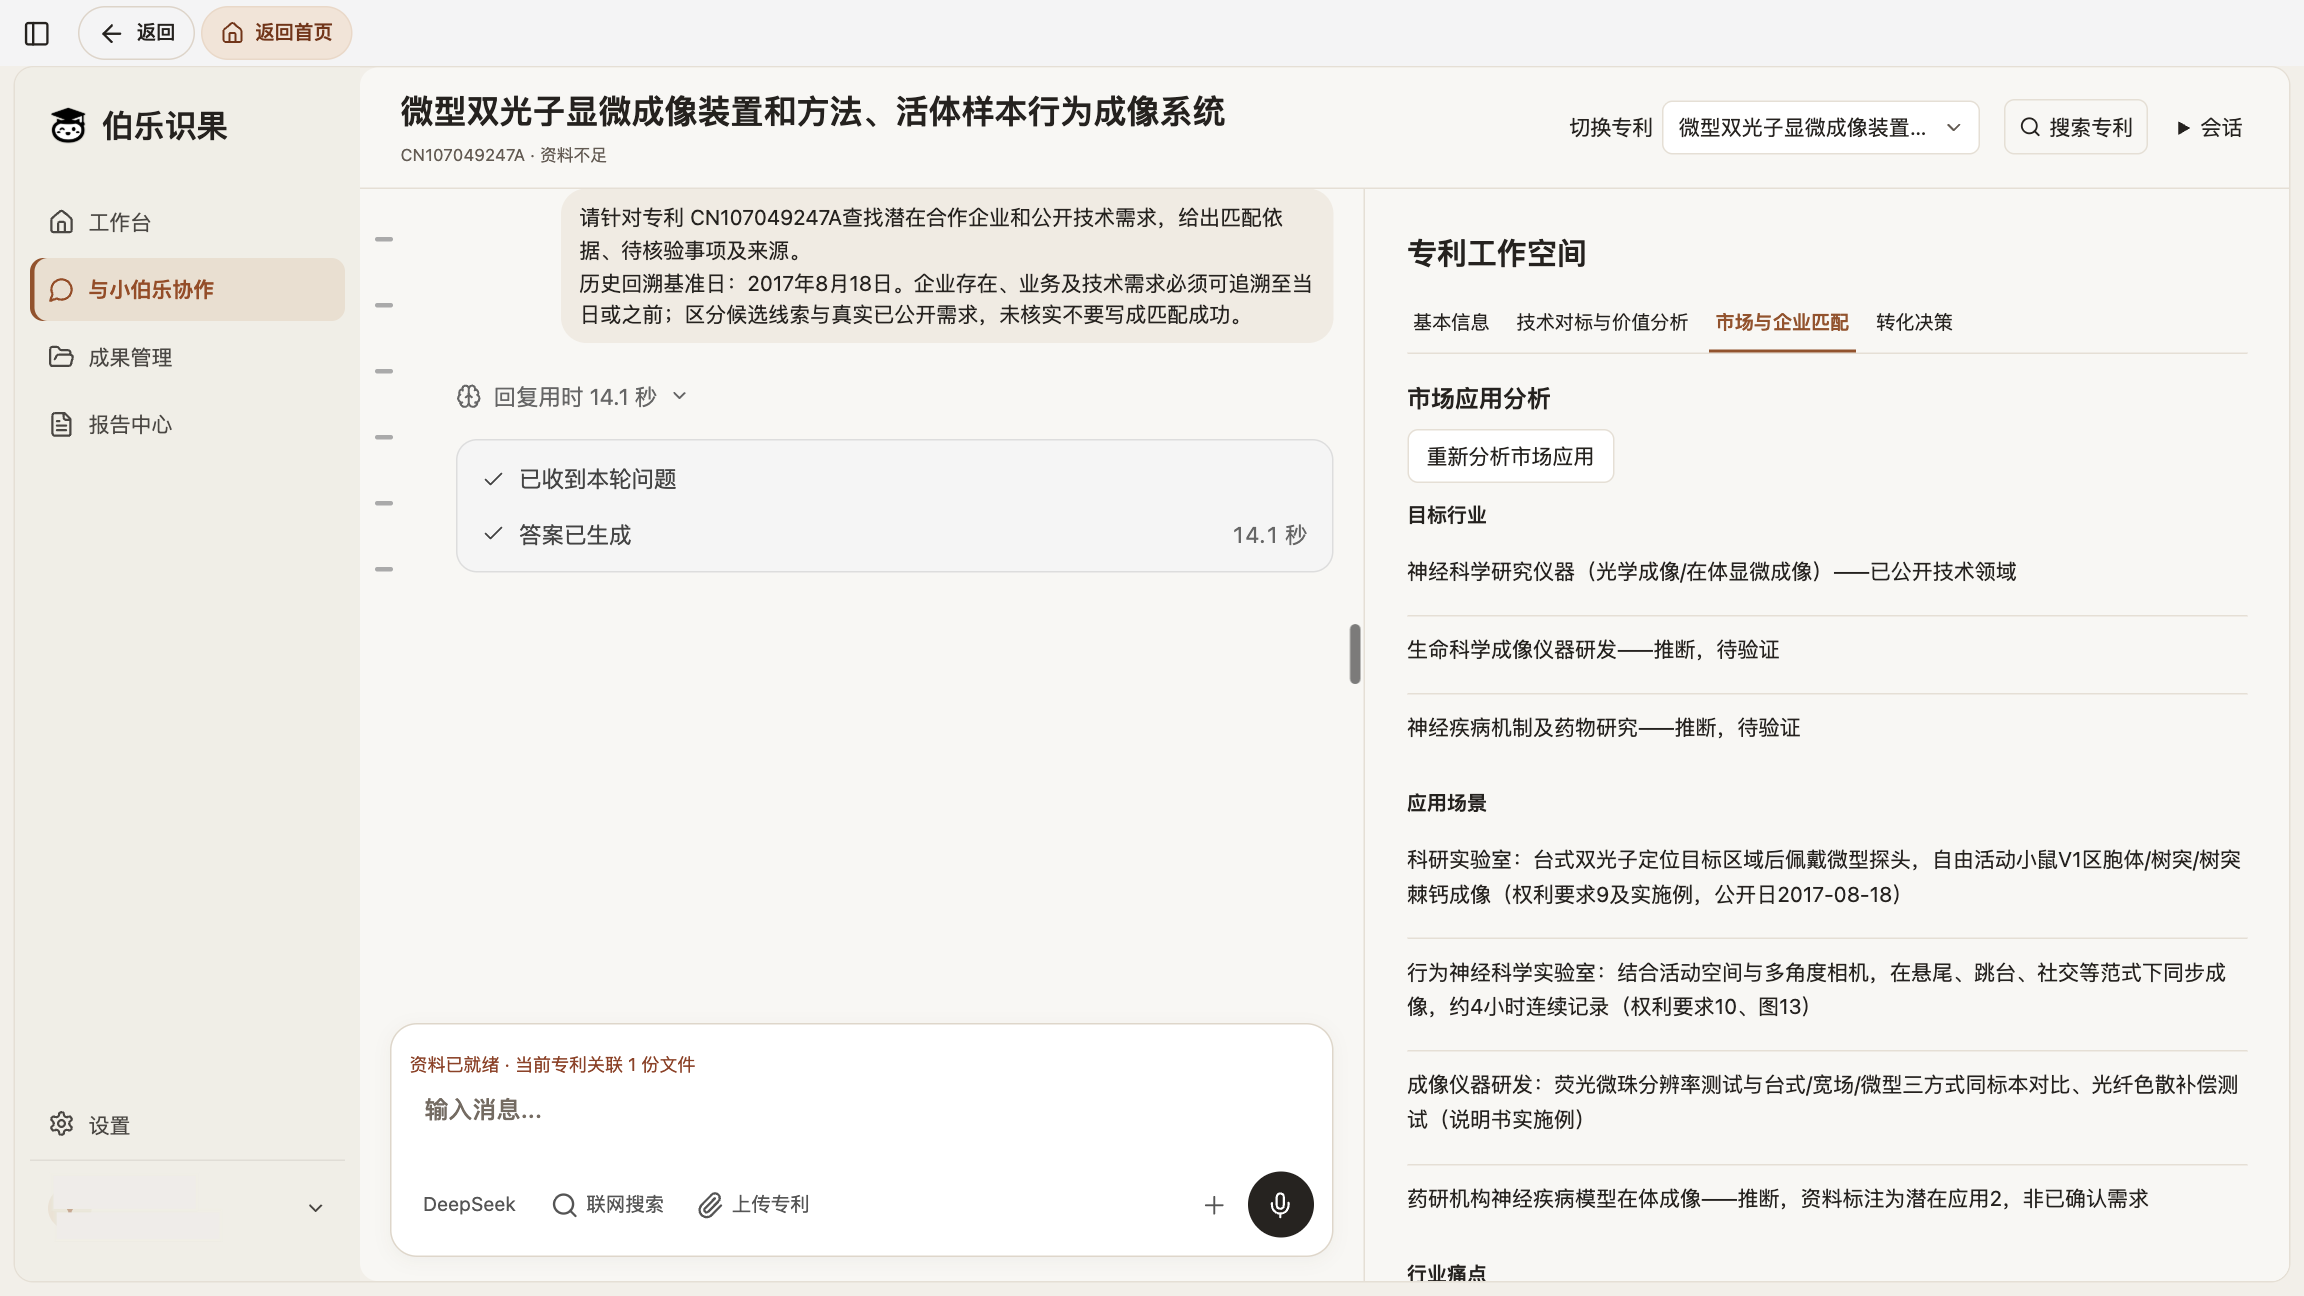 返回
返回首页
伯乐识果
工作台
与小伯乐协作
成果管理
报告中心
设置
微型双光子显微成像装置和方法、活体样本行为成像系统
CN107049247A · 资料不足
切换专利
微型双光子显微成像装置...
搜索专利
▶ 会话
请针对专利 CN107049247A查找潜在合作企业和公开技术需求，给出匹配依
据、待核验事项及来源。
历史回溯基准日：2017年8月18日。企业存在、业务及技术需求必须可追溯至当
日或之前；区分候选线索与真实已公开需求，未核实不要写成匹配成功。
回复用时 14.1 秒
已收到本轮问题
答案已生成
14.1 秒
资料已就绪 · 当前专利关联 1 份文件
输入消息...
DeepSeek
联网搜索
上传专利
专利工作空间
基本信息
技术对标与价值分析
市场与企业匹配
转化决策
市场应用分析
重新分析市场应用
目标行业
神经科学研究仪器（光学成像/在体显微成像）——已公开技术领域
生命科学成像仪器研发——推断，待验证
神经疾病机制及药物研究——推断，待验证
应用场景
科研实验室：台式双光子定位目标区域后佩戴微型探头，自由活动小鼠V1区胞体/树突/树突
棘钙成像（权利要求9及实施例，公开日2017-08-18）
行为神经科学实验室：结合活动空间与多角度相机，在悬尾、跳台、社交等范式下同步成
像，约4小时连续记录（权利要求10、图13）
成像仪器研发：荧光微珠分辨率测试与台式/宽场/微型三方式同标本对比、光纤色散补偿测
试（说明书实施例）
药研机构神经疾病模型在体成像——推断，资料标注为潜在应用2，非已确认需求
行业痛点